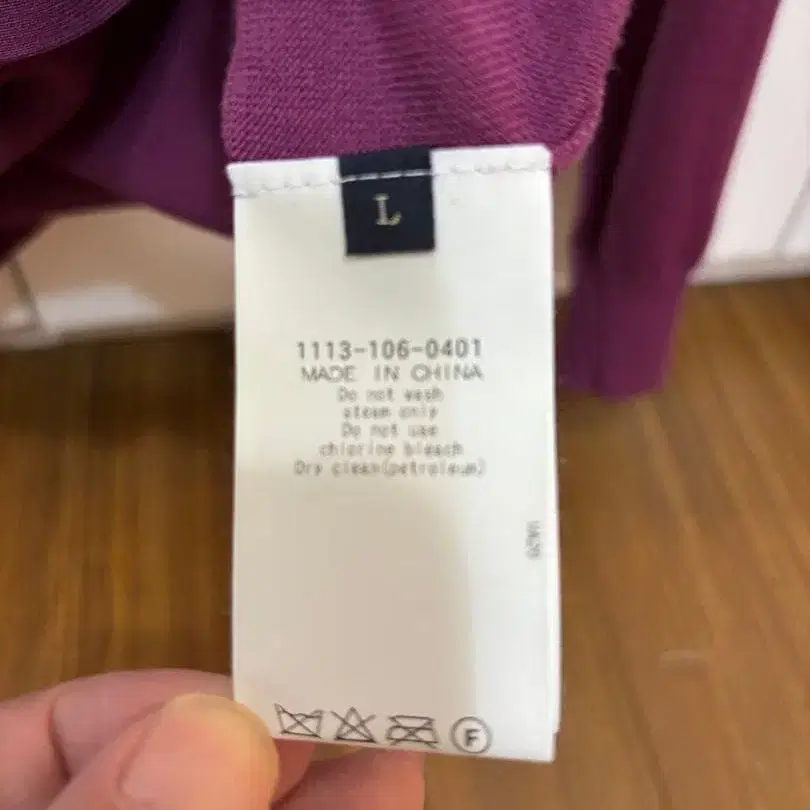 L
1113-106-0401
MADE IN CHINA
Do not wash
steam only
Do not use
chlorine bleach
Dry clean(petroleum)
F